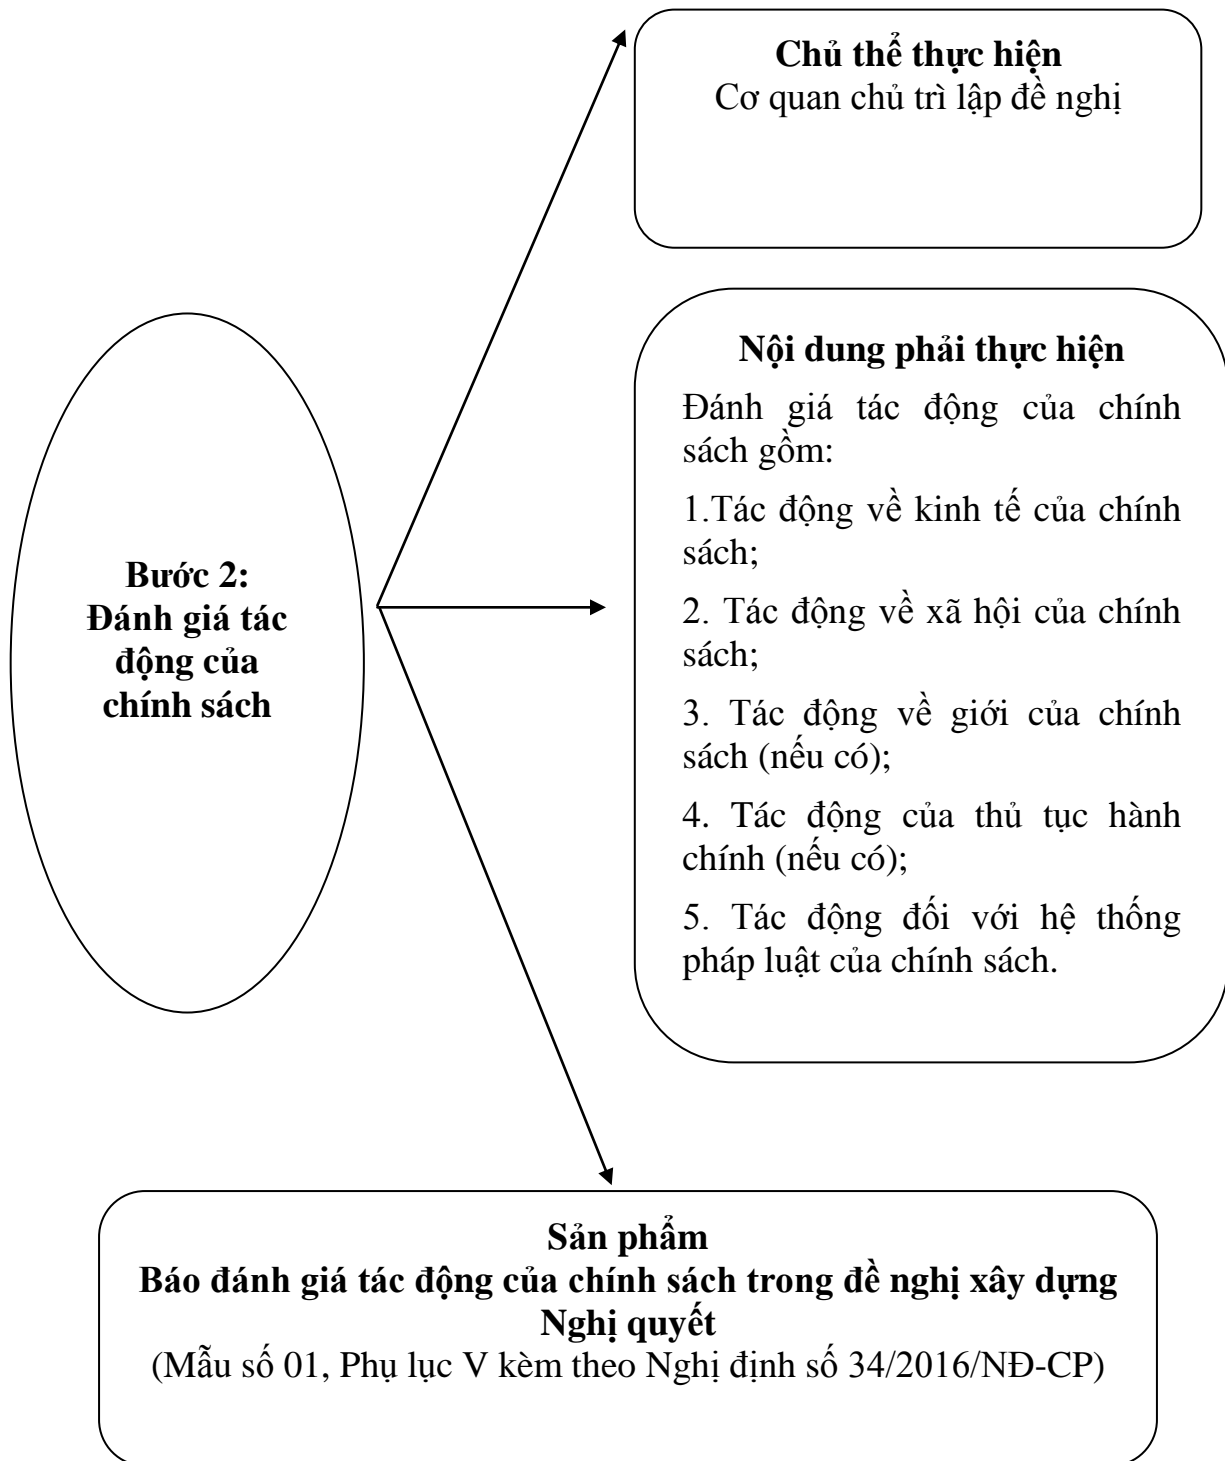 Chủ thể thực hiện
Cơ quan chủ trì lập đề nghị
Bước 2:
Đánh giá tác
động của
chính sách
Nội dung phải thực hiện
Đánh giá tác động của chính
sách gồm:
1.Tác động về kinh tế của chính
sách;
2. Tác động về xã hội của chính
sách;
3. Tác động về giới của chính
sách (nếu có);
4. Tác động của thủ tục hành
chính (nếu có);
5. Tác động đối với hệ thống
pháp luật của chính sách.
Sản phẩm
Báo đánh giá tác động của chính sách trong đề nghị xây dựng
Nghị quyết
(Mẫu số 01, Phụ lục V kèm theo Nghị định số 34/2016/NĐ-CP)